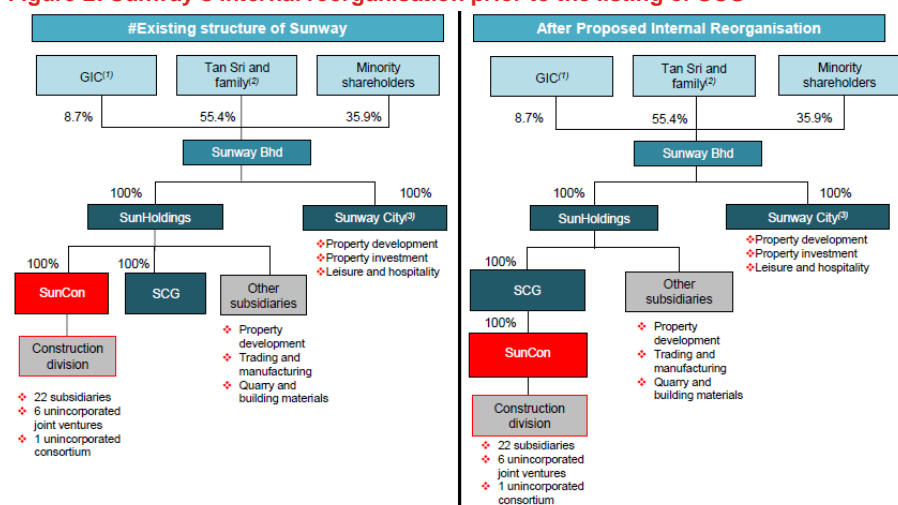 #Existing structure of Sunway
GIC(1)
Tan Sri and
family(2)
Minority
shareholders
8.7%
55.4%
35.9%
Sunway Bhd
100%
100%
SunHoldings
Sunway City(3)
❖Property development
❖Property investment
❖Leisure and hospitality
100%
100%
SunCon
SCG
Other
subsidiaries
Construction
division
❖ Property
development
❖ Trading and
manufacturing
❖ Quarry and
building materials
❖ 22 subsidiaries
❖ 6 unincorporated
joint ventures
❖ 1 unincorporated
consortium
After Proposed Internal Reorganisation
GIC(1)
Tan Sri and
family(2)
Minority
shareholders
8.7%
55.4%
35.9%
Sunway Bhd
100%
100%
SunHoldings
Sunway City(3)
❖Property development
❖Property investment
❖Leisure and hospitality
100%
SCG
Other
subsidiaries
100%
SunCon
❖ Property
development
❖ Trading and
manufacturing
❖ Quarry and
building materials
Construction
division
❖ 22 subsidiaries
❖ 6 unincorporated
joint ventures
❖ 1 unincorporated
consortium